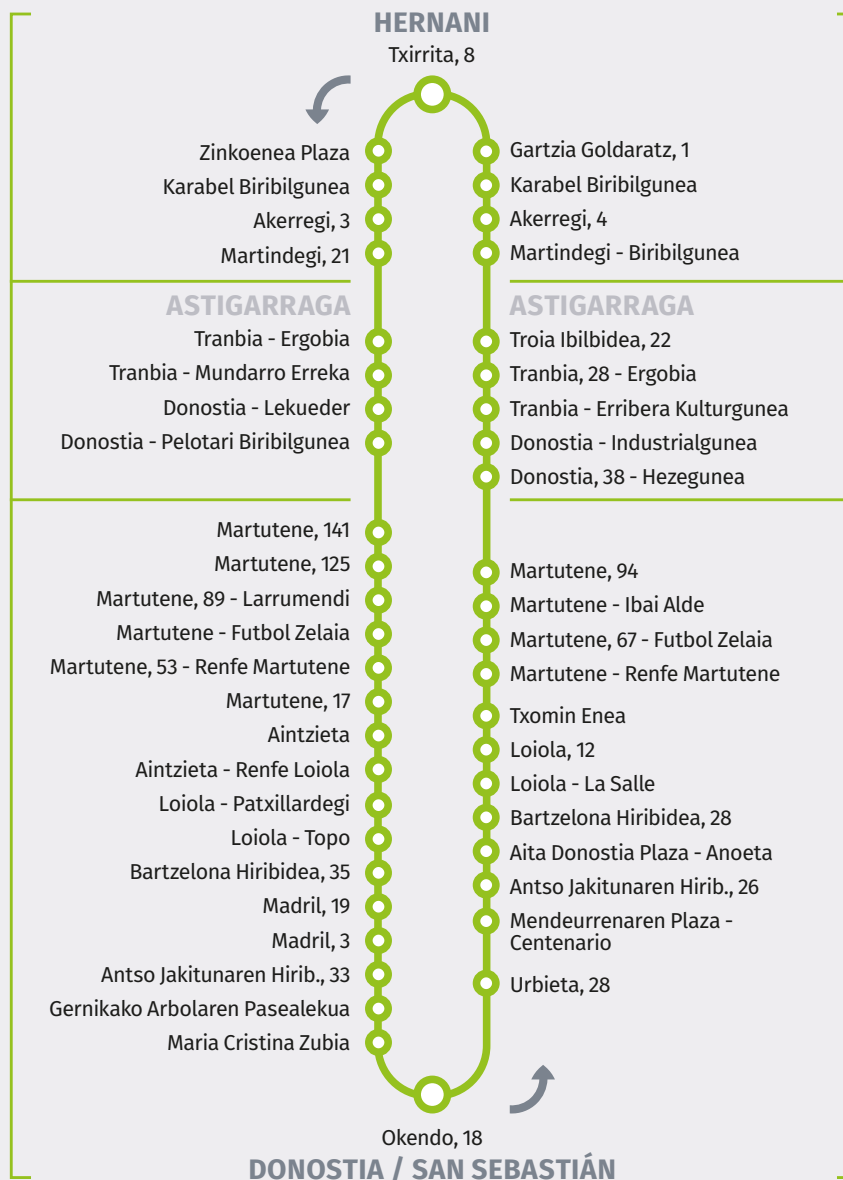 HERNANI
Txirrita, 8
Zinkoenea Plaza
Karabel Biribilgunea
Akerregi, 3
Martindegi, 21
ASTIGARRAGA
Tranbia - Ergobia
Tranbia - Mundarro Erreka
Donostia - Lekueder
Donostia - Pelotari Biribilgunea
Martutene, 141
Martutene, 125
Martutene, 89 - Larrumendi
Martutene - Futbol Zelaia
Martutene, 53 - Renfe Martutene
Martutene, 17
Aintzieta
Aintzieta - Renfe Loiola
Loiola - Patxillardegi
Loiola - Topo
Bartzelona Hiribidea, 35
Madril, 19
Madril, 3
Antso Jakitunaren Hirib., 33
Gernikako Arbolaren Pasealekua
Maria Cristina Zubia
Gartzia Goldaratz, 1
Karabel Biribilgunea
Akerregi, 4
Martindegi - Biribilgunea
ASTIGARRAGA
Troia Ibilbidea, 22
Tranbia, 28 - Ergobia
Tranbia - Erribera Kulturgunea
Donostia - Industrialgunea
Donostia, 38 - Hezegunea
Martutene, 94
Martutene - Ibai Alde
Martutene, 67 - Futbol Zelaia
Martutene - Renfe Martutene
Txomin Enea
Loiola, 12
Loiola - La Salle
Bartzelona Hiribidea, 28
Aita Donostia Plaza - Anoeta
Antso Jakitunaren Hirib., 26
Mendeurrenaren Plaza -
Centenario
Urbieta, 28
Okendo, 18
DONOSTIA / SAN SEBASTIÁN